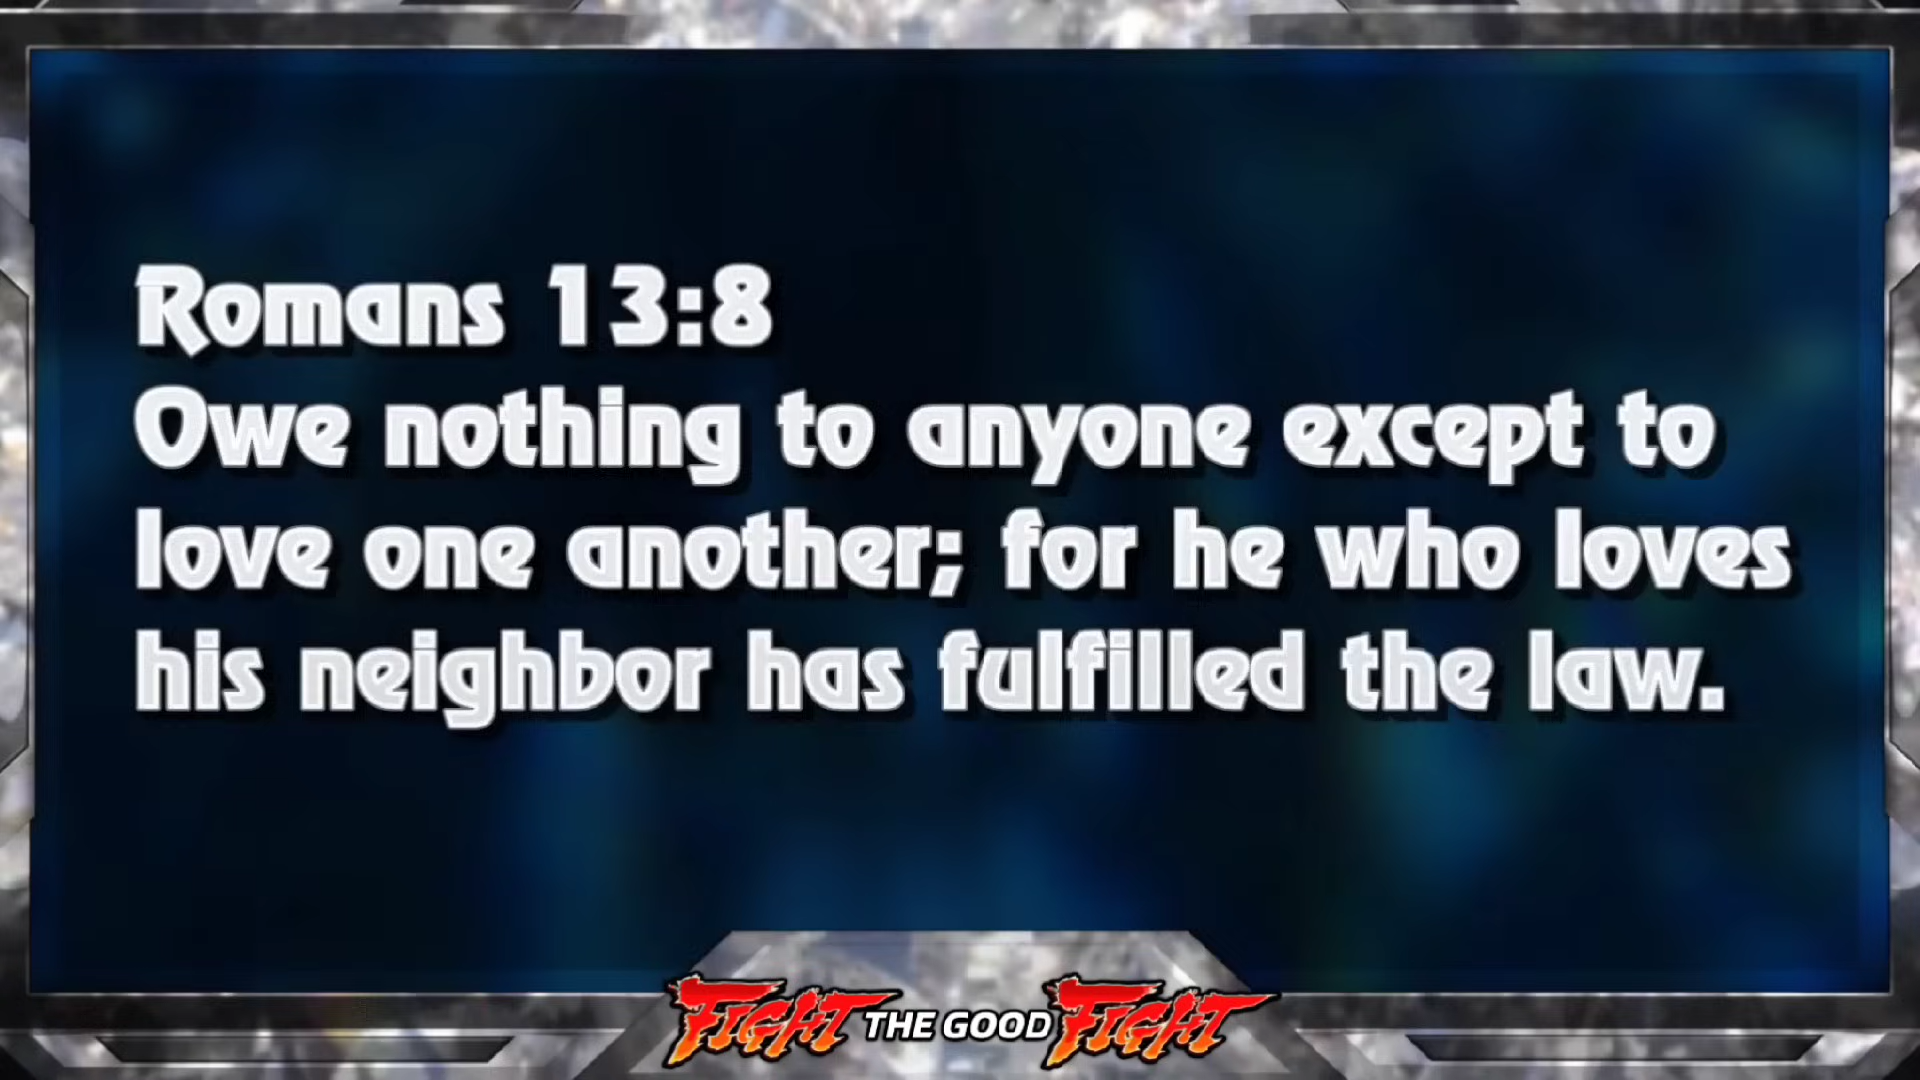 Romans 13:8
Owe nothing to anyone except to
love one another; for he who loves
his neighbor has fulfilled the law.
FIGHT THE GOOD FIGHT